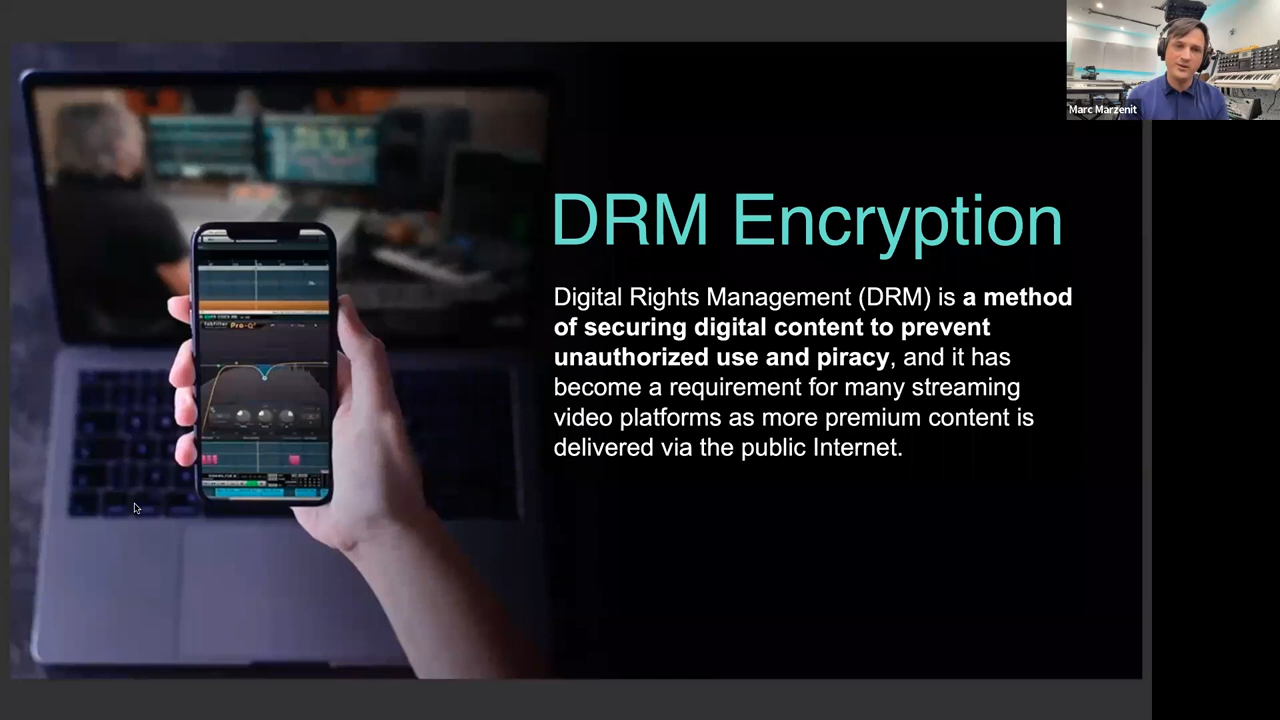 Marc Marzenit
DRM Encryption
Digital Rights Management (DRM) is a method
of securing digital content to prevent
unauthorized use and piracy, and it has
become a requirement for many streaming
video platforms as more premium content is
delivered via the public Internet.
fabfilter Pro-Q